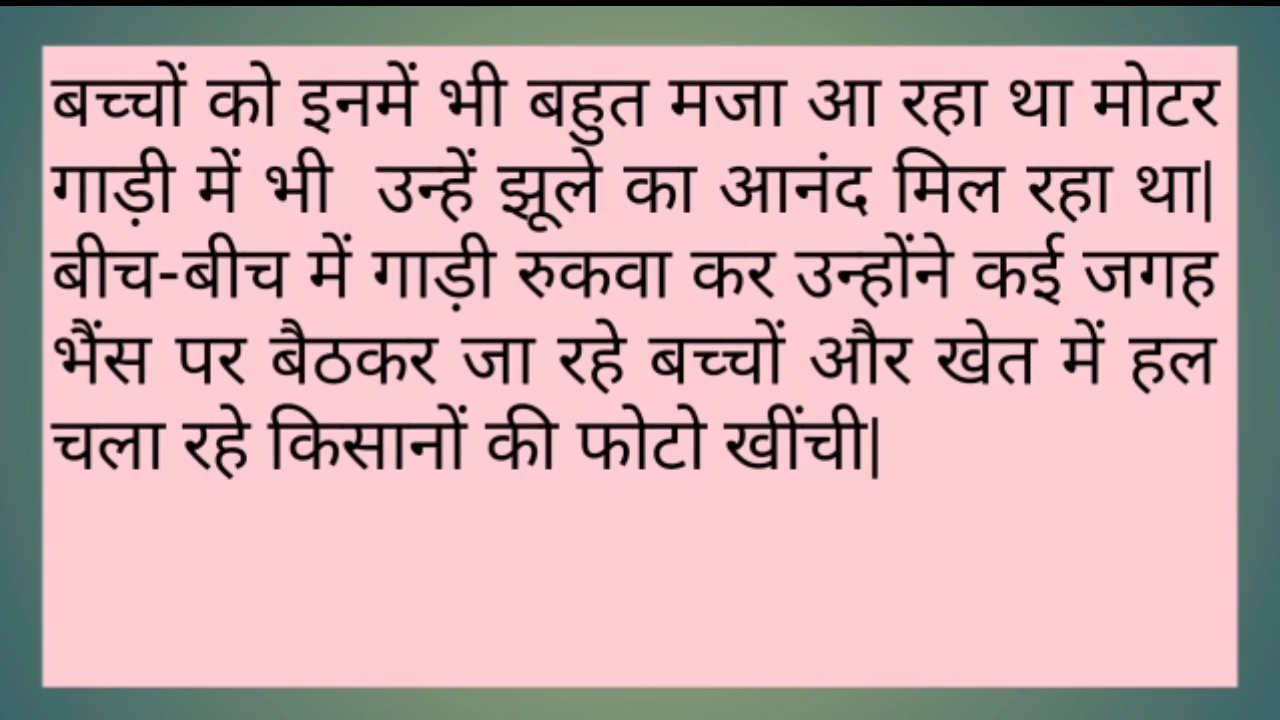 बच्चों को इनमें भी बहुत मजा आ रहा था मोटर
गाड़ी में भी उन्हें झूले का आनंद मिल रहा था|
बीच-बीच में गाड़ी रुकवा कर उन्होंने कई जगह
भैंस पर बैठकर जा रहे बच्चों और खेत में हल
चला रहे किसानों की फोटो खींची|